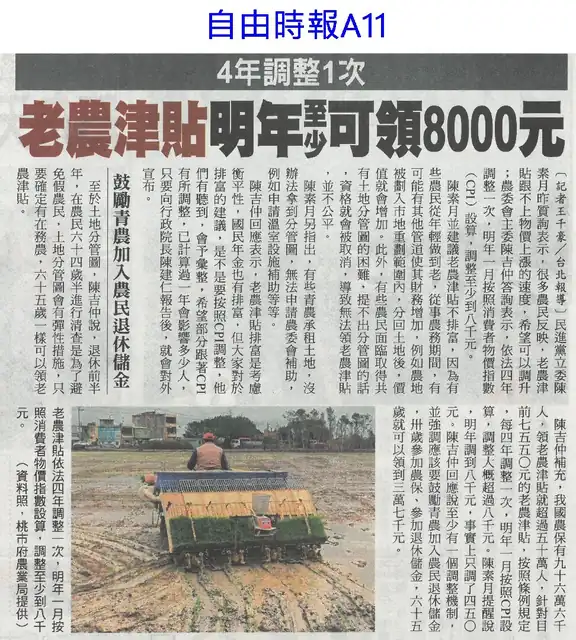 自由時報A11
4年調整1次
老農津貼明年至少可領8000元
〔記者王千豪／台北報導〕民進黨立委陳
素月昨質詢表示，很多農民反映，老農津
貼跟不上物價上漲的速度，希望可以調升
；農委會主委陳吉仲答詢表示，依法四年
調整一次，明年一月按照消費者物價指數
（CPI）設算，調整至少到八千元。
陳素月並建議老農津貼不排富，因為有
些農民從年輕做到老，從事農務期間，有
可能有其他管道使其財務增加，例如農地
被劃入市地重劃範圍內，分回土地後，價
值就會增加。此外，有些農民面臨取得共
有土地分管圖的困難，提不出分管圖的話
，資格就會被取消，導致無法領老農津貼
，並不公平。
陳素月另指出，有些青農承租土地，沒
辦法拿到分管圖，無法申請農委會補助，
例如申請溫室設施補助等等。
陳吉仲回應表示，老農津貼排富是考慮
衡平性，國民年金也有排富，但大家對於
排富的建議，是不是要按照CPI調整，他
們有聽到，會予彙整，希望部分跟著CPI
有所調整，已計算過一年會影響多少人，
只要向行政院長陳建仁報告後，就會對外
宣布。
鼓勵青農加入農民退休儲金
至於土地分管圖，陳吉仲說，退休前半
年，在農民六十四歲半進行清查是為了避
免假農民，土地分管圖會有彈性措施，只
要確定有在務農，六十五歲一樣可以領老
農津貼。
陳吉仲補充，我國農保有九十六萬六千
人，領老農津貼就超過五十萬人，針對目
前七五五〇元的老農津貼，按照條例規定
，每四年調整一次，明年一月按照CPI設
算，調整大概超過八千元。陳素月提醒說
，明年調到八千元，事實上只調了四五〇
元。陳吉仲回應說至少有一個調整機制，
並強調應該要鼓勵青農加入農民退休儲金
，卅歲參加農保、參加退休儲金，六十五
歲就可以領到三萬七千元。
老農津貼依法四年調整一次，明年一月按
照消費者物價指數設算，調整至少到八千
元。（資料照，桃市府農業局提供）